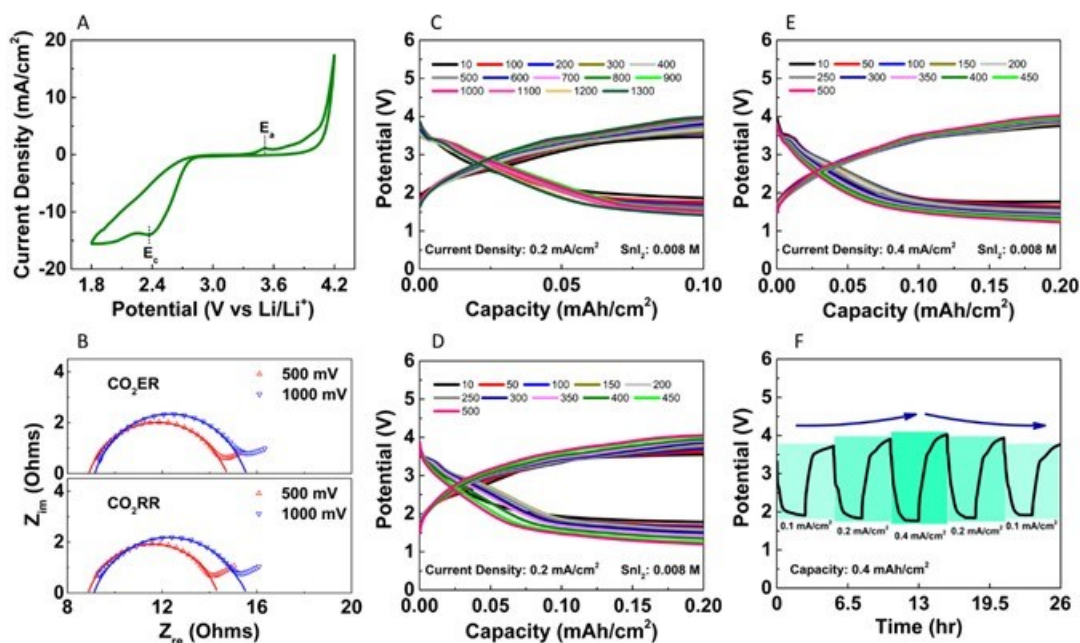 A
Current Density (mA/cm²)
20
10
0
-10
-20
Ea
Ec
1.8 2.4 3.0 3.6 4.2
Potential (V vs Li/Li⁺)
B
Zim (Ohms)
4
2
0
CO₂ER
500 mV
1000 mV
4
2
0
CO₂RR
500 mV
1000 mV
8 12 16 20
Zre (Ohms)
C
Potential (V)
6
5
4
3
2
1
0
10 100 200 300 400
500 600 700 800 900
1000 1100 1200 1300
Current Density: 0.2 mA/cm² SnI₂: 0.008 M
0.00 0.05 0.10
Capacity (mAh/cm²)
D
Potential (V)
6
5
4
3
2
1
0
10 50 100 150 200
250 300 350 400 450
500
Current Density: 0.2 mA/cm² SnI₂: 0.008 M
0.00 0.05 0.10 0.15 0.20
Capacity (mAh/cm²)
E
Potential (V)
6
5
4
3
2
1
0
10 50 100 150 200
250 300 350 400 450
500
Current Density: 0.4 mA/cm² SnI₂: 0.008 M
0.00 0.05 0.10 0.15 0.20
Capacity (mAh/cm²)
F
Potential (V)
6
5
4
3
2
1
0
0.1 mA/cm²
0.2 mA/cm²
0.4 mA/cm²
0.2 mA/cm²
0.1 mA/cm²
Capacity: 0.4 mAh/cm²
0 6.5 13 19.5 26
Time (hr)